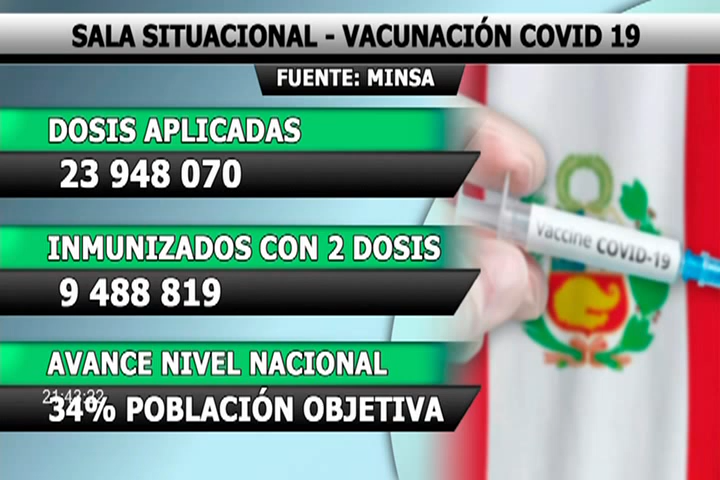 SALA SITUACIONAL - VACUNACIÓN COVID 19
FUENTE: MINSA
DOSIS APLICADAS
23 948 070
INMUNIZADOS CON 2 DOSIS
9 488 819
AVANCE NIVEL NACIONAL
34% POBLACIÓN OBJETIVA
Vaccine COVID-19